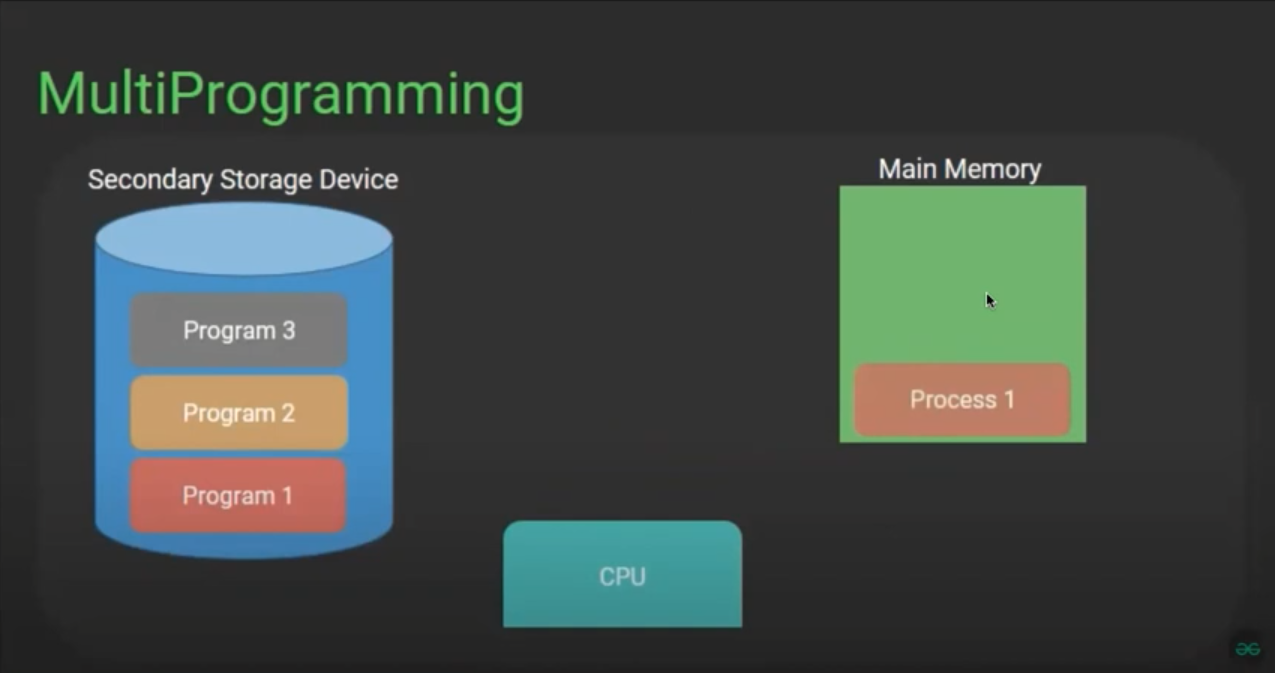 MultiProgramming
Secondary Storage Device
Main Memory
Program 3
Program 2
Program 1
Process 1
CPU